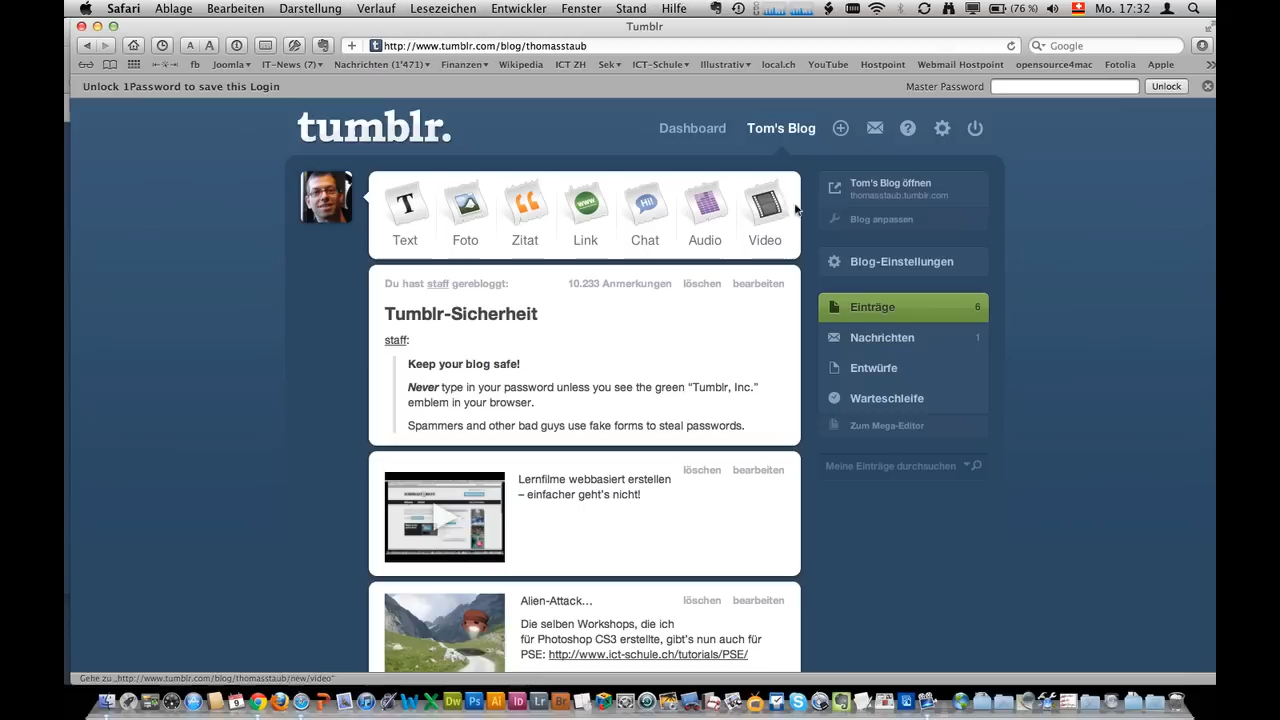 Safari Ablage Bearbeiten Darstellung Verlauf Lesezeichen Entwickler Fenster Stand Hilfe (76 %) Mo. 17:32
Tumblr
A A http://www.tumblr.com/blog/thomasstaub Google
fb Joomla IT-News (7) Nachrichten (1'471) Finanzen Wikipedia ICT ZH Sek ICT-Schule Illustrativ local.ch YouTube Hostpoint Webmail Hostpoint opensource4mac Fotolia Apple
Unlock 1Password to save this Login Master Password Unlock
tumblr. Dashboard Tom's Blog
T www Hi!
Text Foto Zitat Link Chat Audio Video
Tom's Blog öffnen
thomasstaub.tumblr.com
Blog anpassen
Blog-Einstellungen
Einträge 6
Nachrichten 1
Entwürfe
Warteschleife
Zum Mega-Editor
Meine Einträge durchsuchen
Du hast staff gerebloggt: 10.233 Anmerkungen löschen bearbeiten
Tumblr-Sicherheit
staff:
Keep your blog safe!
Never type in your password unless you see the green “Tumblr, Inc.”
emblem in your browser.
Spammers and other bad guys use fake forms to steal passwords.
löschen bearbeiten
Lernfilme webbasiert erstellen
– einfacher geht’s nicht!
löschen bearbeiten
Alien-Attack…
Die selben Workshops, die ich
für Photoshop CS3 erstellte, gibt’s nun auch für
PSE: http://www.ict-schule.ch/tutorials/PSE/
Gehe zu „http://www.tumblr.com/blog/thomasstaub/new/video“
9 Dw Ps Ai Id Lr Br